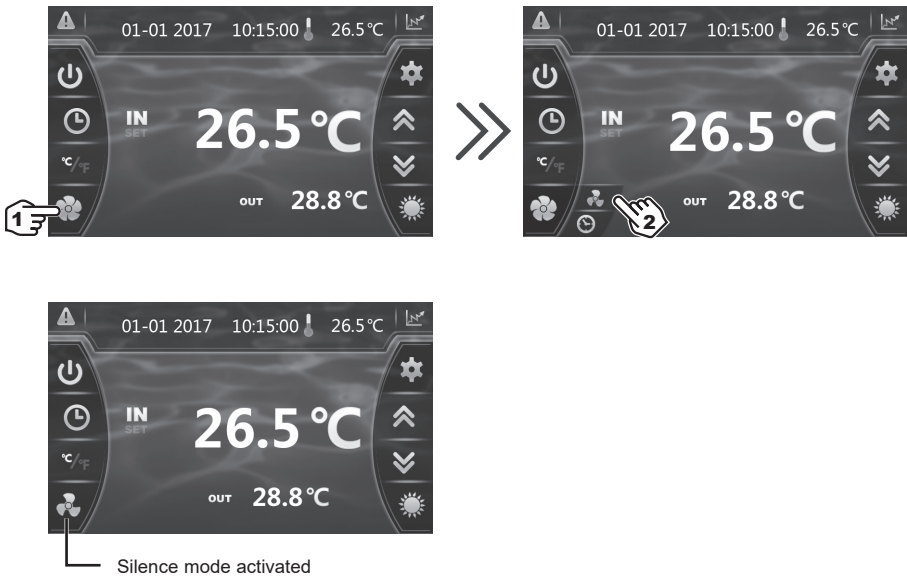 01-01 2017 10:15:00 26.5°C
IN
SET
26.5°C
°C/°F
OUT 28.8°C
1
01-01 2017 10:15:00 26.5°C
IN
SET
26.5°C
°C/°F
OUT 28.8°C
2
01-01 2017 10:15:00 26.5°C
IN
SET
26.5°C
°C/°F
OUT 28.8°C
Silence mode activated